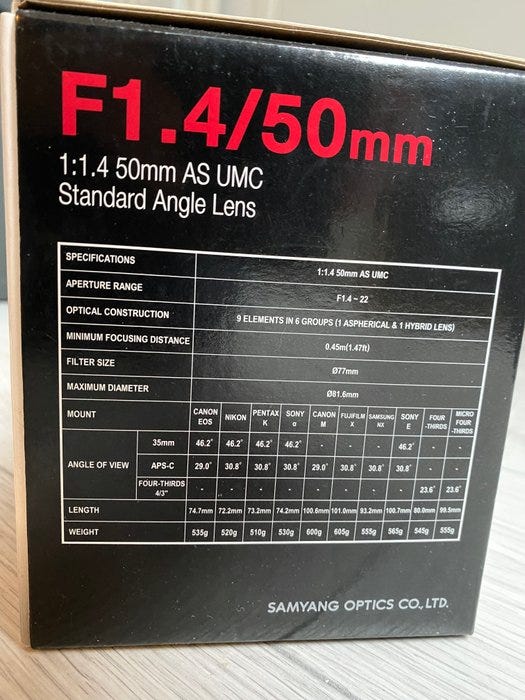 F1.4/50mm
1:1.4 50mm AS UMC
Standard Angle Lens
SPECIFICATIONS 1:1.4 50mm AS UMC
APERTURE RANGE F1.4 ~ 22
OPTICAL CONSTRUCTION 9 ELEMENTS IN 6 GROUPS (1 ASPHERICAL & 1 HYBRID LENS)
MINIMUM FOCUSING DISTANCE 0.45m(1.47ft)
FILTER SIZE Ø77mm
MAXIMUM DIAMETER Ø81.6mm
MOUNT CANON EOS NIKON PENTAX K SONY α CANON M FUJIFILM X SAMSUNG NX SONY E FOUR -THIRDS MICRO FOUR -THIRDS
ANGLE OF VIEW 35mm 46.2° 46.2° 46.2° 46.2° - - - 46.2° - -
APS-C 29.0° 30.8° 30.8° 30.8° 29.0° 30.8° 30.8° 30.8° - -
FOUR-THIRDS 4/3" - - - - - - - - 23.6° 23.6°
LENGTH 74.7mm 72.2mm 73.2mm 74.2mm 100.6mm 101.0mm 93.2mm 100.7mm 80.0mm 99.5mm
WEIGHT 535g 520g 510g 530g 600g 605g 555g 565g 545g 555g
SAMYANG OPTICS CO., LTD.